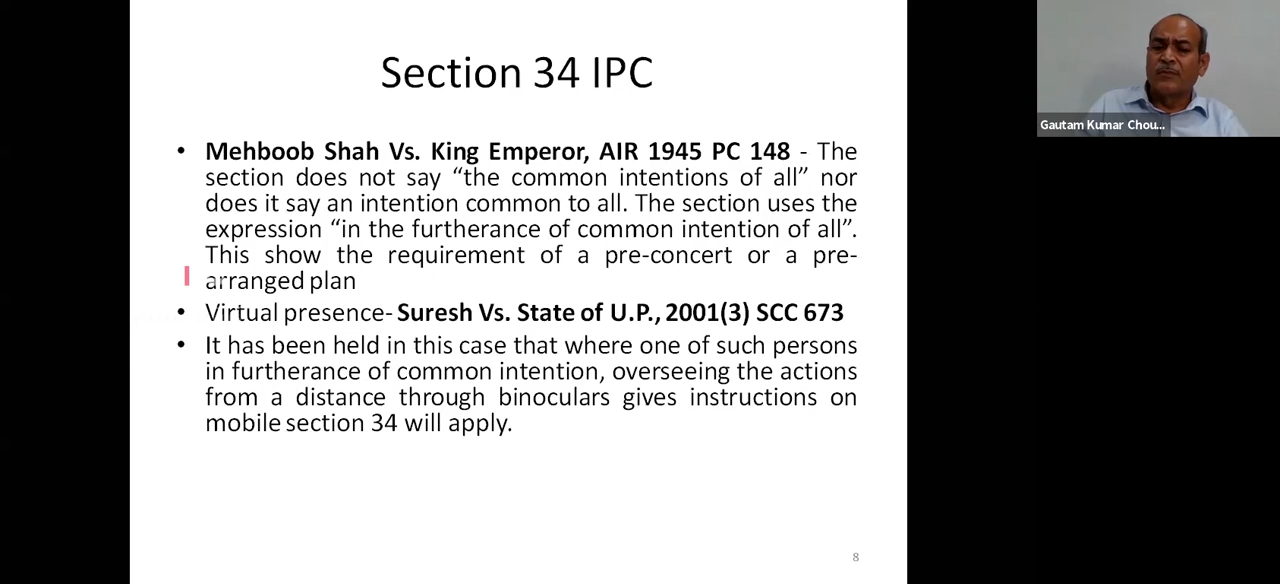 Section 34 IPC
• Mehboob Shah Vs. King Emperor, AIR 1945 PC 148 - The
section does not say “the common intentions of all” nor
does it say an intention common to all. The section uses the
expression “in the furtherance of common intention of all”.
This show the requirement of a pre-concert or a pre-
arranged plan
• Virtual presence- Suresh Vs. State of U.P., 2001(3) SCC 673
• It has been held in this case that where one of such persons
in furtherance of common intention, overseeing the actions
from a distance through binoculars gives instructions on
mobile section 34 will apply.
8
Gautam Kumar Chou...